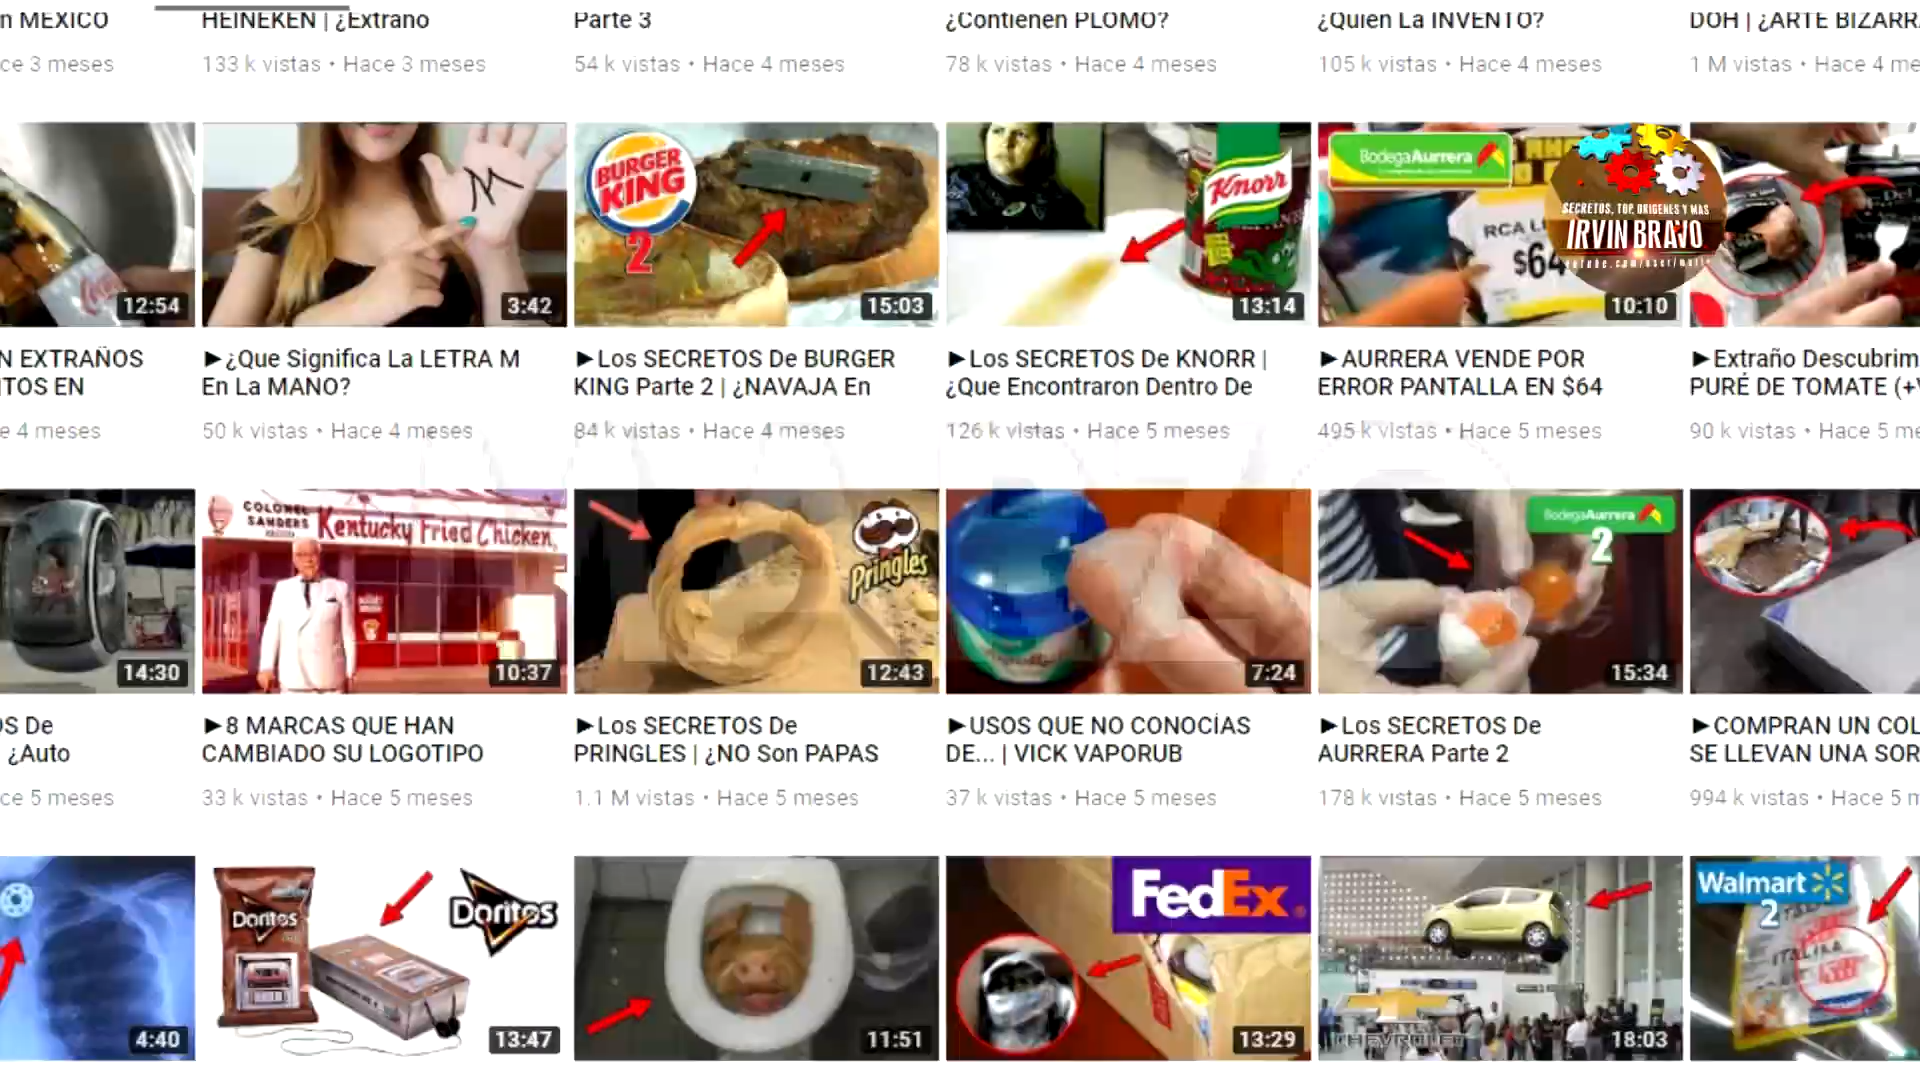 n MÉXICO
HEINEKEN | ¿Extraño
Parte 3
¿Contienen PLOMO?
¿Quién La INVENTÓ?
DOH | ¿ARTE BIZARR
ce 3 meses
133 k vistas • Hace 3 meses
54 k vistas • Hace 4 meses
78 k vistas • Hace 4 meses
105 k vistas • Hace 4 meses
1 M vistas • Hace 4 me
12:54
M
3:42
BURGER
KING
2
15:03
Knorr
13:14
Bodega Aurrera
RCA L
$64
10:10
SECRETOS, TOP, ORIGENES Y MAS
IRVIN BRAVO
N EXTRAÑOS
NTOS EN
►¿Que Significa La LETRA M
En La MANO?
►Los SECRETOS De BURGER
KING Parte 2 | ¿NAVAJA En
►Los SECRETOS De KNORR |
¿Que Encontraron Dentro De
►AURRERA VENDE POR
ERROR PANTALLA EN $64
►Extraño Descubrim
PURÉ DE TOMATE (+V
e 4 meses
50 k vistas • Hace 4 meses
84 k vistas • Hace 4 meses
126 k vistas • Hace 5 meses
495 k vistas • Hace 5 meses
90 k vistas • Hace 5 me
14:30
COLONEL
SANDERS
Kentucky Fried Chicken
10:37
Pringles
12:43
7:24
Bodega Aurrera
2
15:34
OS De
¿Auto
►8 MARCAS QUE HAN
CAMBIADO SU LOGOTIPO
►Los SECRETOS De
PRINGLES | ¿NO Son PAPAS
►USOS QUE NO CONOCÍAS
DE... | VICK VAPORUB
►Los SECRETOS De
AURRERA Parte 2
►COMPRAN UN COL
SE LLEVAN UNA SOR
ce 5 meses
33 k vistas • Hace 5 meses
1.1 M vistas • Hace 5 meses
37 k vistas • Hace 5 meses
178 k vistas • Hace 5 meses
994 k vistas • Hace 5 m
4:40
Doritos
Doritos
13:47
11:51
FedEx
13:29
CHEVROLET
18:03
Walmart
2
ITALIKA